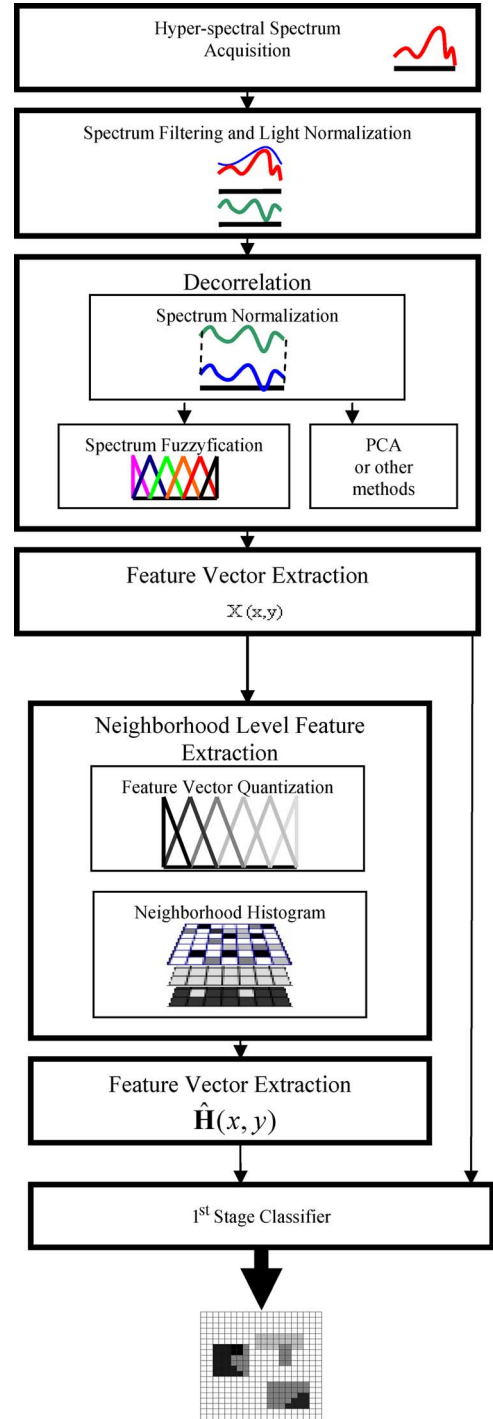 Hyper-spectral Spectrum
Acquisition
Spectrum Filtering and Light Normalization
Decorrelation
Spectrum Normalization
Spectrum Fuzzyfication
PCA
or other
methods
Feature Vector Extraction
𝕏 (x,y)
Neighborhood Level Feature
Extraction
Feature Vector Quantization
Neighborhood Histogram
Feature Vector Extraction
Ĥ(x, y)
1st Stage Classifier